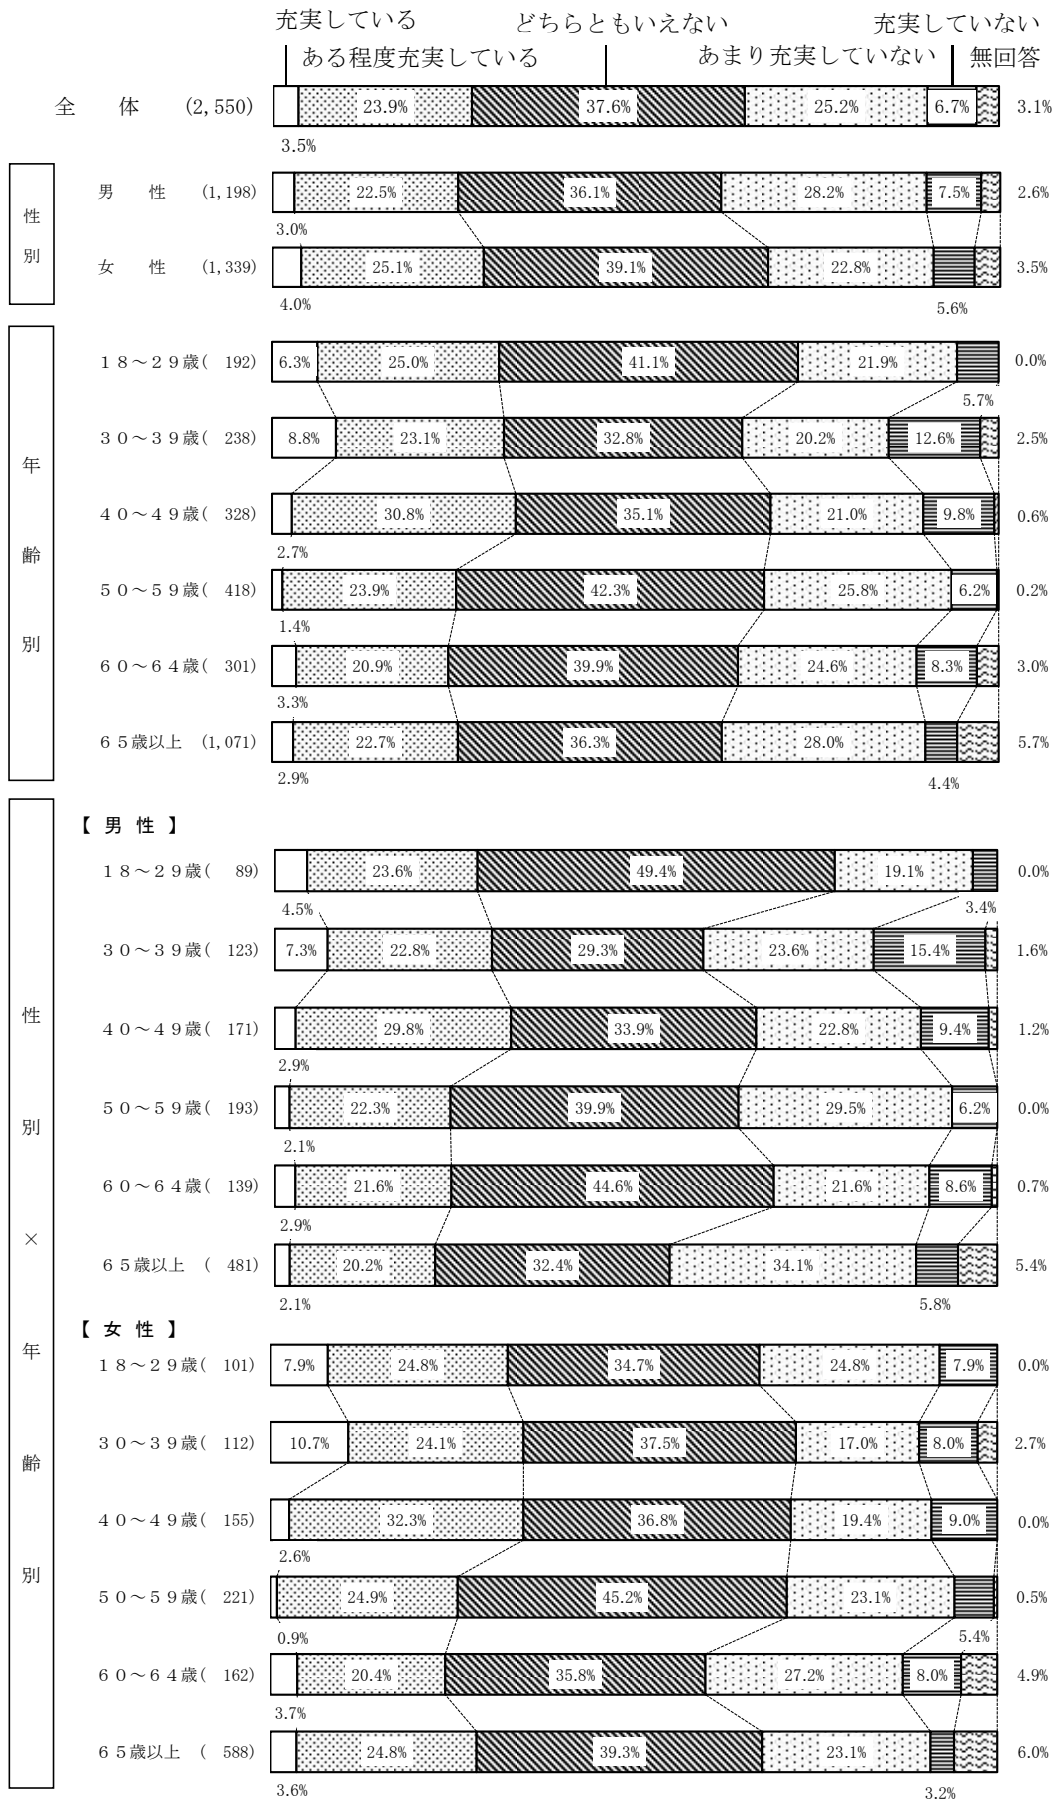 充実している どちらともいえない 充実していない
ある程度充実している あまり充実していない 無回答
全 体 (2,550) 23.9% 37.6% 25.2% 6.7% 3.1%
3.5%
性別
男 性 (1,198) 22.5% 36.1% 28.2% 7.5% 2.6%
3.0%
女 性 (1,339) 25.1% 39.1% 22.8% 3.5%
4.0% 5.6%
年齢別
18～29歳( 192) 6.3% 25.0% 41.1% 21.9% 0.0%
5.7%
30～39歳( 238) 8.8% 23.1% 32.8% 20.2% 12.6% 2.5%
40～49歳( 328) 30.8% 35.1% 21.0% 9.8% 0.6%
2.7%
50～59歳( 418) 23.9% 42.3% 25.8% 6.2% 0.2%
1.4%
60～64歳( 301) 20.9% 39.9% 24.6% 8.3% 3.0%
3.3%
65歳以上 (1,071) 22.7% 36.3% 28.0% 5.7%
2.9% 4.4%
性別×年齢別
【 男 性 】
18～29歳( 89) 23.6% 49.4% 19.1% 0.0%
4.5% 3.4%
30～39歳( 123) 7.3% 22.8% 29.3% 23.6% 15.4% 1.6%
40～49歳( 171) 29.8% 33.9% 22.8% 9.4% 1.2%
2.9%
50～59歳( 193) 22.3% 39.9% 29.5% 6.2% 0.0%
2.1%
60～64歳( 139) 21.6% 44.6% 21.6% 8.6% 0.7%
2.9%
65歳以上 ( 481) 20.2% 32.4% 34.1% 5.4%
2.1% 5.8%
【 女 性 】
18～29歳( 101) 7.9% 24.8% 34.7% 24.8% 7.9% 0.0%
30～39歳( 112) 10.7% 24.1% 37.5% 17.0% 8.0% 2.7%
40～49歳( 155) 32.3% 36.8% 19.4% 9.0% 0.0%
2.6%
50～59歳( 221) 24.9% 45.2% 23.1% 0.5%
0.9% 5.4%
60～64歳( 162) 20.4% 35.8% 27.2% 8.0% 4.9%
3.7%
65歳以上 ( 588) 24.8% 39.3% 23.1% 6.0%
3.6% 3.2%